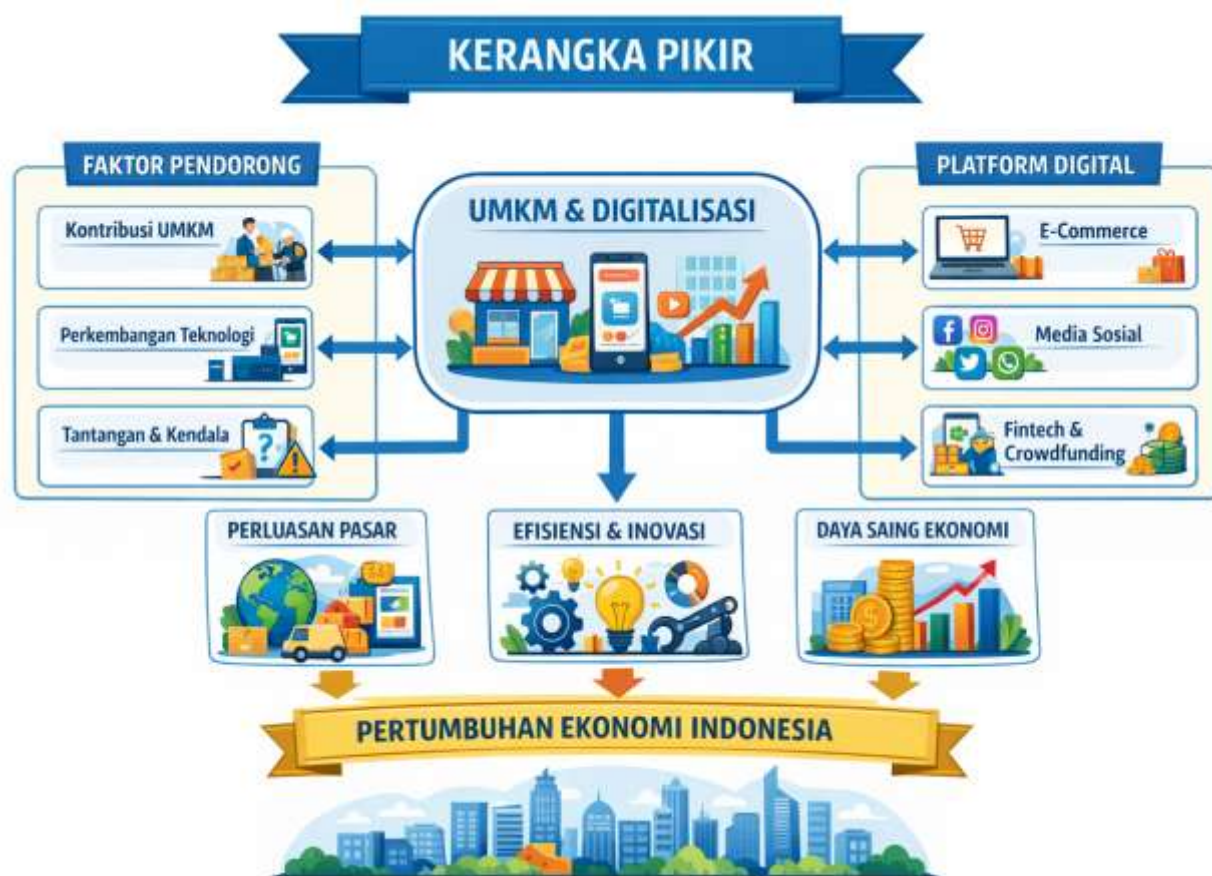 KERANGKA PIKIR
FAKTOR PENDORONG
Kontribusi UMKM
Perkembangan Teknologi
Tantangan & Kendala
UMKM & DIGITALISASI
PLATFORM DIGITAL
E-Commerce
Media Sosial
Fintech &
Crowdfunding
PERLUASAN PASAR
EFISIENSI & INOVASI
DAYA SAING EKONOMI
PERTUMBUHAN EKONOMI INDONESIA